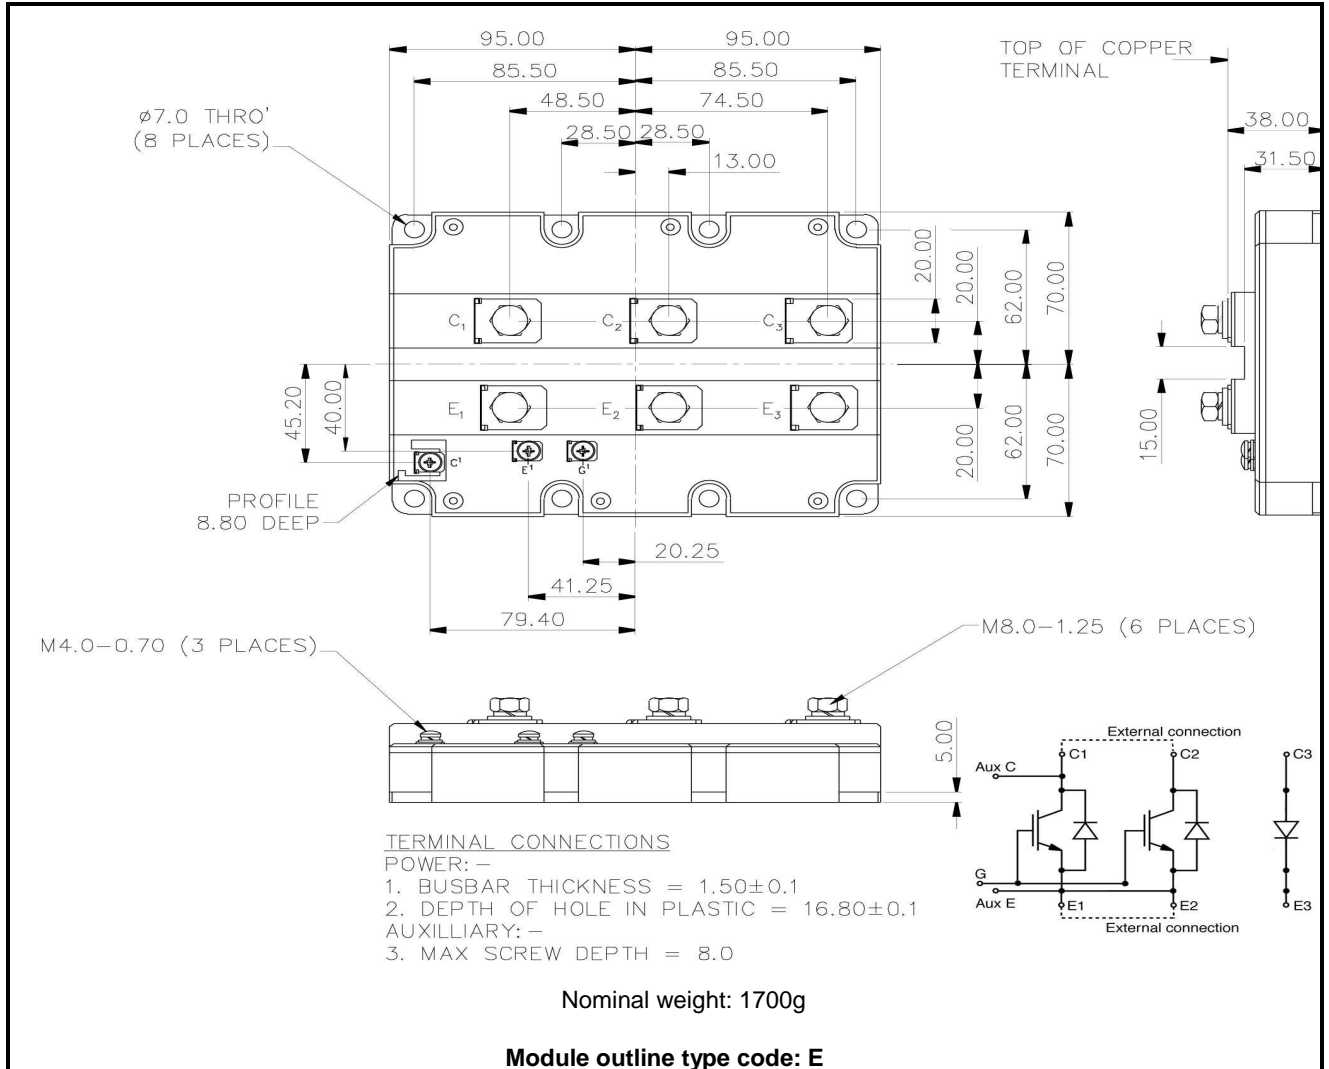 95.00 95.00
TOP OF COPPER
TERMINAL
85.50 85.50
48.50 74.50
ø7.0 THRO'
(8 PLACES)
38.00
28.50 28.50
31.50
13.00
20.00
20.00
62.00
70.00
C₁ C₂ C₃
45.20
40.00
E₁ E₂ E₃
20.00
62.00
70.00
15.00
C¹
E¹ G¹
PROFILE
8.80 DEEP
20.25
41.25
79.40
M4.0-0.70 (3 PLACES)
M8.0-1.25 (6 PLACES)
5.00
External connection
C1 C2 C3
Aux C
G
Aux E
E1 E2 E3
External connection
TERMINAL CONNECTIONS
POWER:-
1. BUSBAR THICKNESS = 1.50±0.1
2. DEPTH OF HOLE IN PLASTIC = 16.80±0.1
AUXILLIARY:-
3. MAX SCREW DEPTH = 8.0
Nominal weight: 1700g
Module outline type code: E